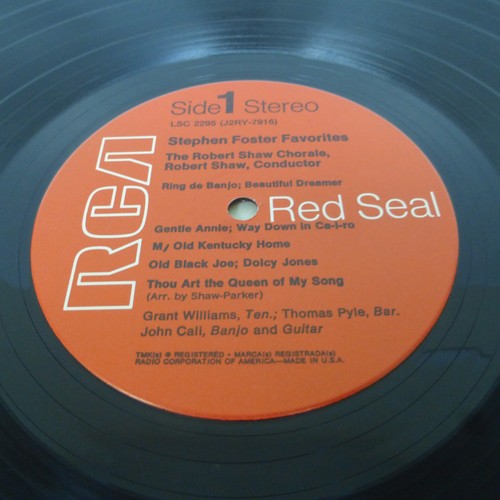 RCA
Side 1 Stereo
LSC 2295 (J2RY-7916)
Stephen Foster Favorites
The Robert Shaw Chorale,
Robert Shaw, Conductor
Ring de Banjo; Beautiful Dreamer
Red Seal
Gentle Annie; Way Down in Ca-i-ro
My Old Kentucky Home
Old Black Joe; Dolcy Jones
Thou Art the Queen of My Song
(Arr. by Shaw-Parker)
Grant Williams, Ten.; Thomas Pyle, Bar.
John Cali, Banjo and Guitar
TMK(s) ® REGISTERED • MARCA(s) REGISTRADA(s)
RADIO CORPORATION OF AMERICA—MADE IN U.S.A.